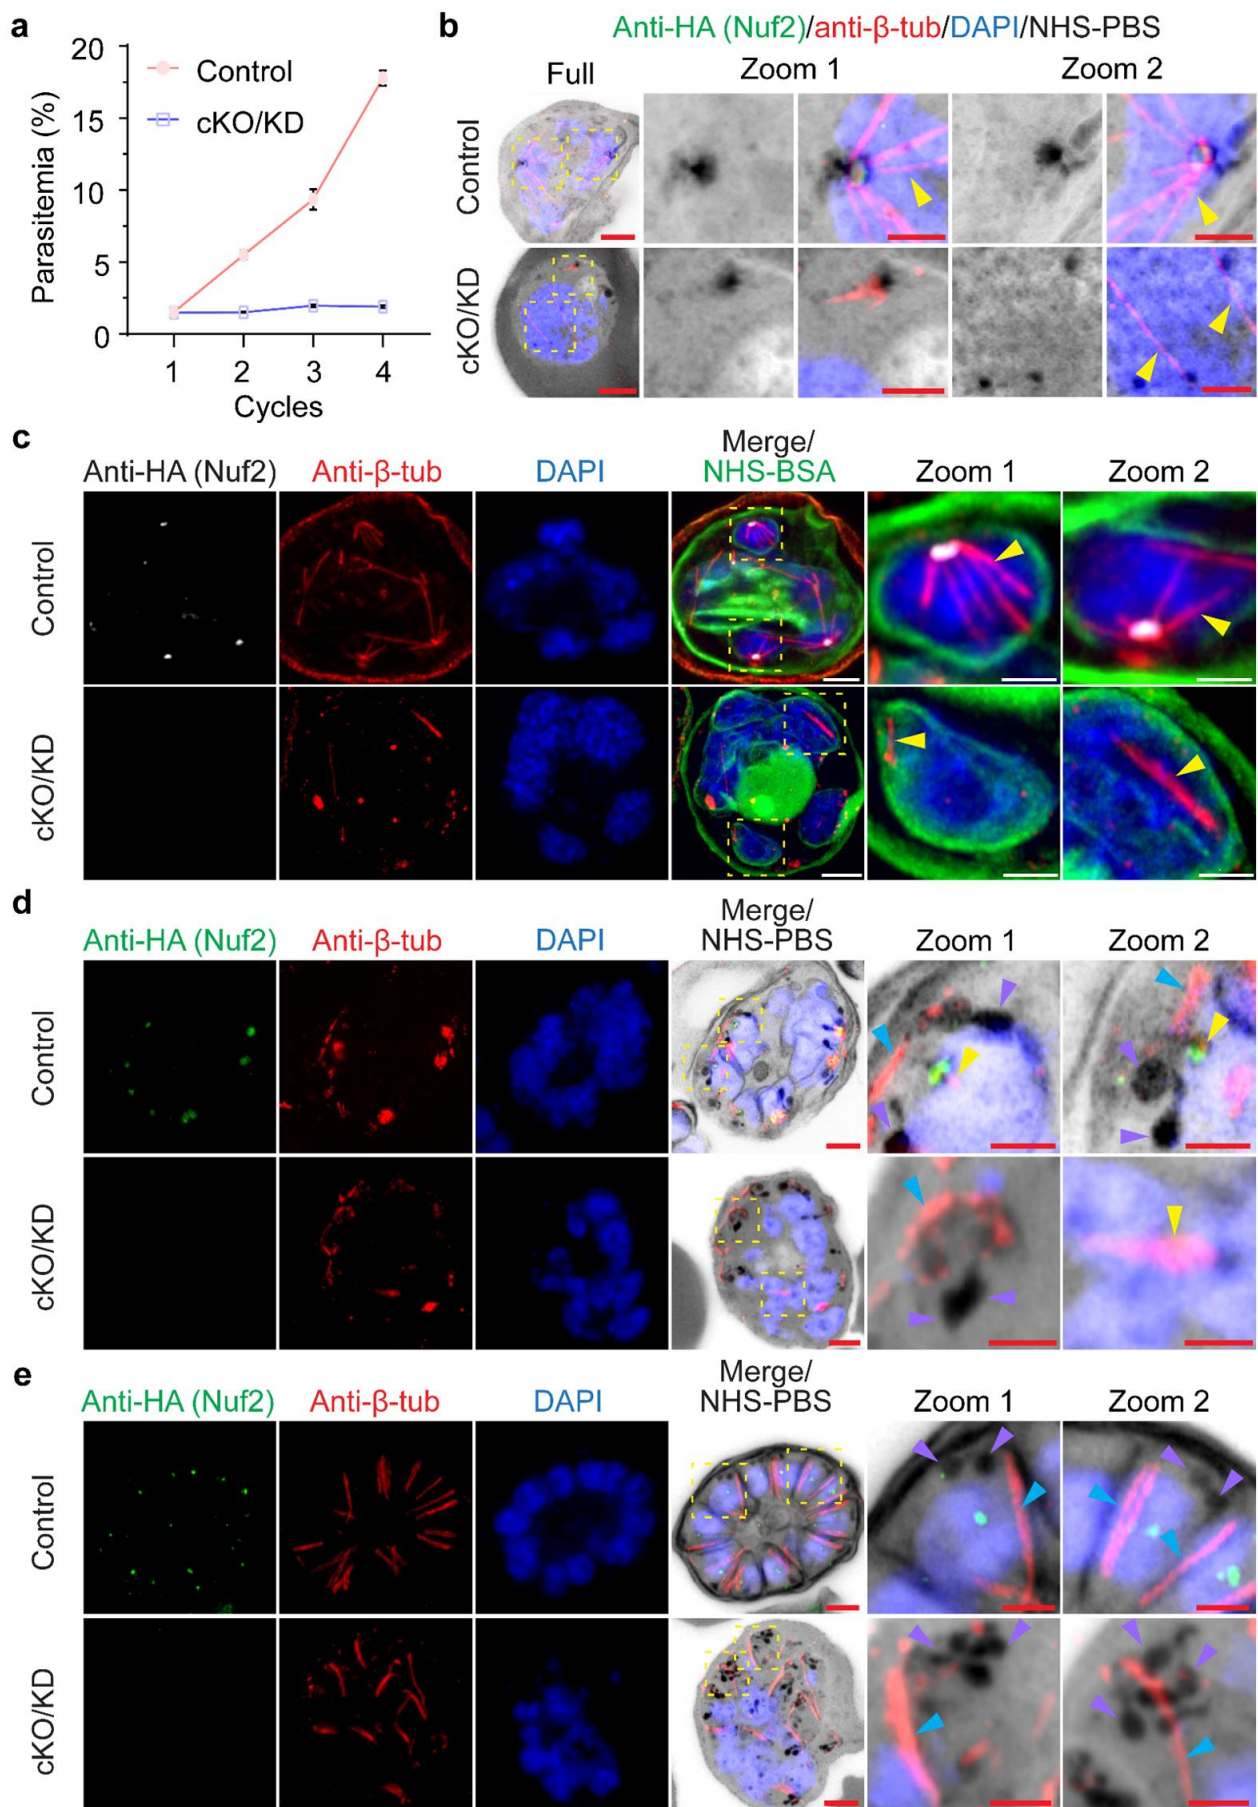 a
20
15
10
5
0
Parasitemia (%)
Control
cKO/KD
1 2 3 4
Cycles
b
Anti-HA (Nuf2)/anti-β-tub/DAPI/NHS-PBS
Full Zoom 1 Zoom 2
Control
cKO/KD
c
Merge/
Anti-HA (Nuf2) Anti-β-tub DAPI NHS-BSA Zoom 1 Zoom 2
Control
cKO/KD
d
Merge/
Anti-HA (Nuf2) Anti-β-tub DAPI NHS-PBS Zoom 1 Zoom 2
Control
cKO/KD
e
Merge/
Anti-HA (Nuf2) Anti-β-tub DAPI NHS-PBS Zoom 1 Zoom 2
Control
cKO/KD